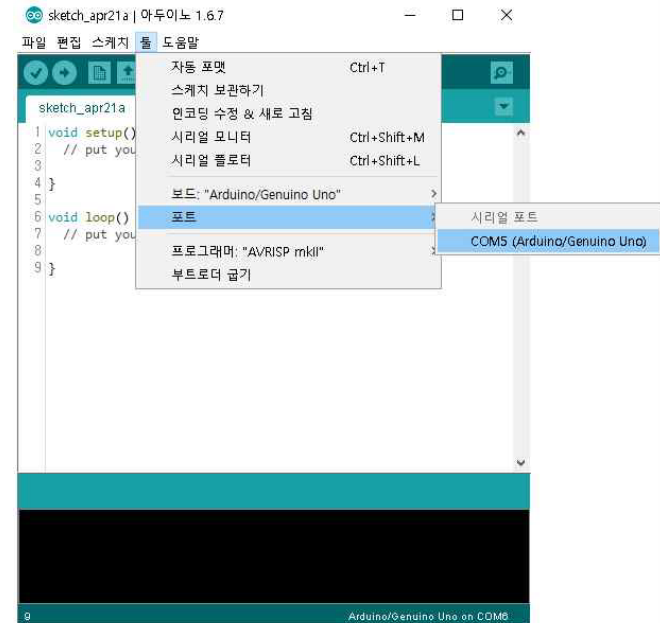 sketch_apr21a | 아두이노 1.6.7
파일 편집 스케치 툴 도움말
sketch_apr21a
자동 포맷 Ctrl+T
스케치 보관하기
인코딩 수정 & 새로 고침
시리얼 모니터 Ctrl+Shift+M
시리얼 플로터 Ctrl+Shift+L
보드: "Arduino/Genuino Uno"
포트
시리얼 포트
COM5 (Arduino/Genuino Uno)
프로그래머: "AVRISP mkII"
부트로더 굽기
1 void setup()
2 // put you
3
4 }
5
6 void loop()
7 // put you
8
9 }
9 Arduino/Genuino Uno on COM6